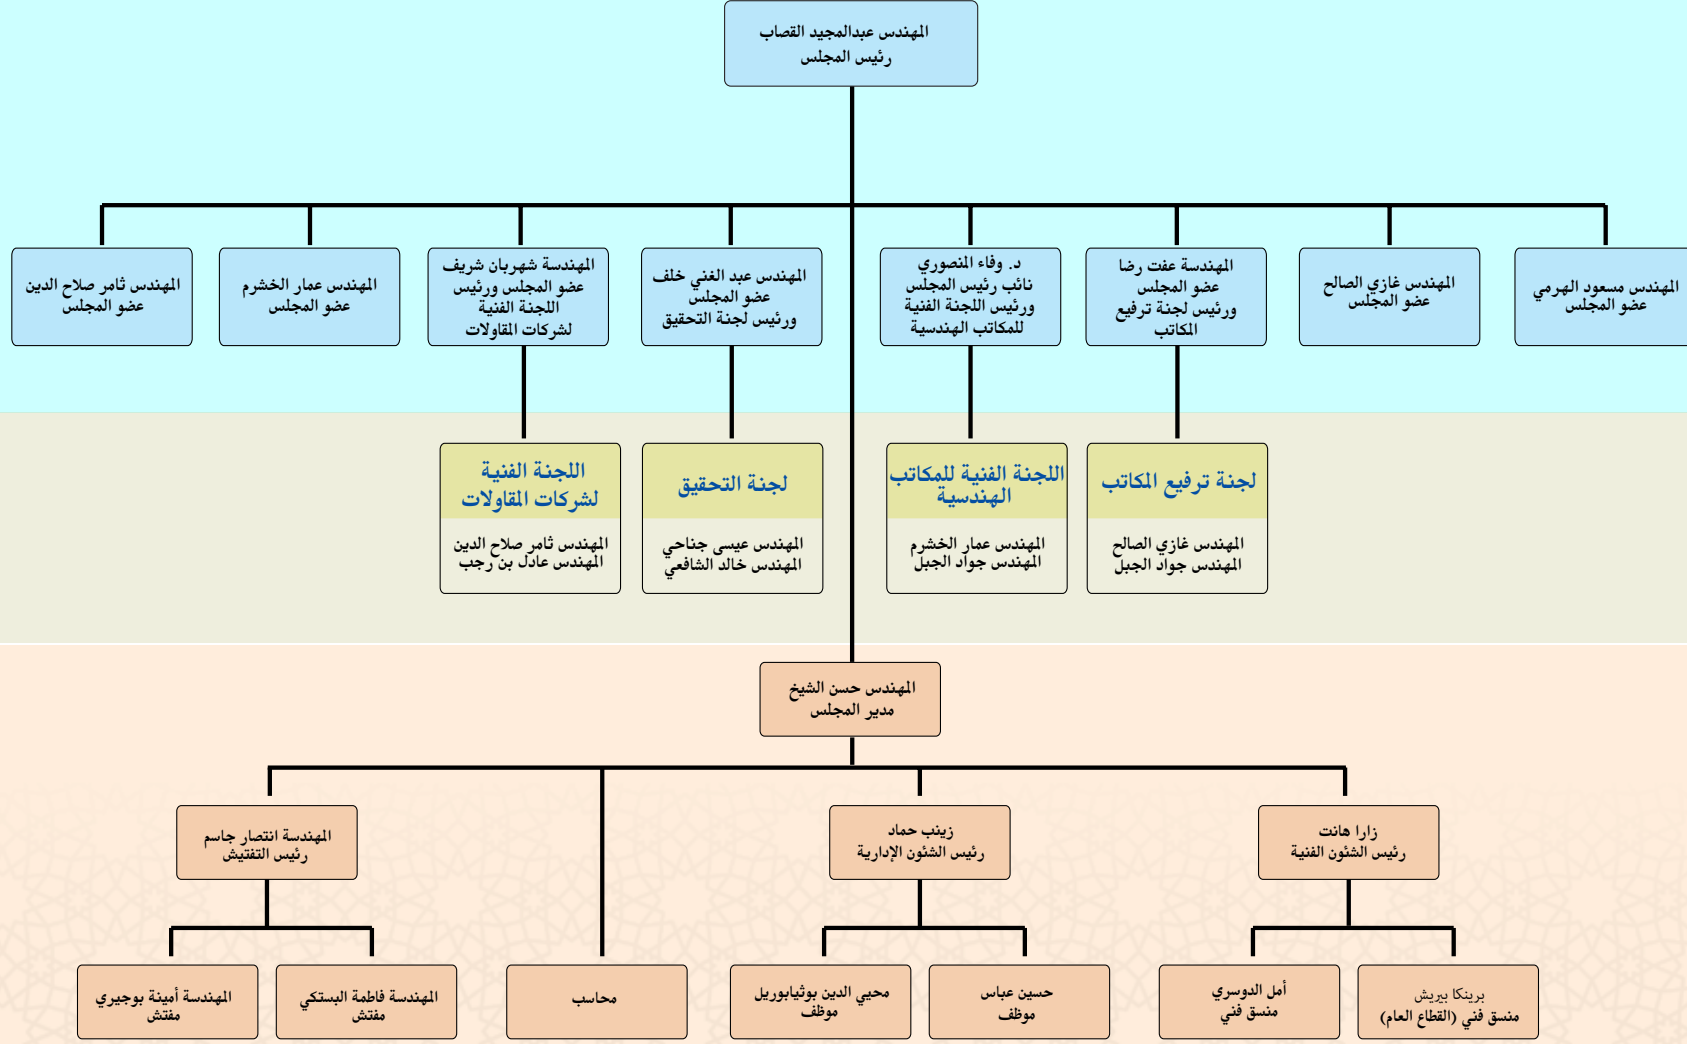 المهندس عبدالمجيد القصاب
رئيس المجلس
المهندس مسعود الهرمي
عضو المجلس
المهندس غازي الصالح
عضو المجلس
المهندسة عفت رضا
عضو المجلس
ورئيس لجنة ترفيع
المكاتب
د. وفاء المنصوري
نائب رئيس المجلس
ورئيس اللجنة الفنية
للمكاتب الهندسية
المهندس عبد الغني خلف
عضو المجلس
ورئيس لجنة التحقيق
المهندسة شهربان شريف
عضو المجلس ورئيس
اللجنة الفنية
لشركات المقاولات
المهندس عمار الخشرم
عضو المجلس
المهندس ثامر صلاح الدين
عضو المجلس
لجنة ترفيع المكاتب
المهندس غازي الصالح
المهندس جواد الجبل
اللجنة الفنية للمكاتب
الهندسية
المهندس عمار الخشرم
المهندس جواد الجبل
لجنة التحقيق
المهندس عيسى جناحي
المهندس خالد الشافعي
اللجنة الفنية
لشركات المقاولات
المهندس ثامر صلاح الدين
المهندس عادل بن رجب
المهندس حسن الشيخ
مدير المجلس
زارا هانت
رئيس الشئون الفنية
زينب حماد
رئيس الشئون الإدارية
المهندسة انتصار جاسم
رئيس التفتيش
برينكا بيريش
منسق فني (القطاع العام)
أمل الدوسري
منسق فني
حسين عباس
موظف
محيي الدين بوثيابوريل
موظف
محاسب
المهندسة فاطمة البستكي
مفتش
المهندسة أمينة بوجيري
مفتش